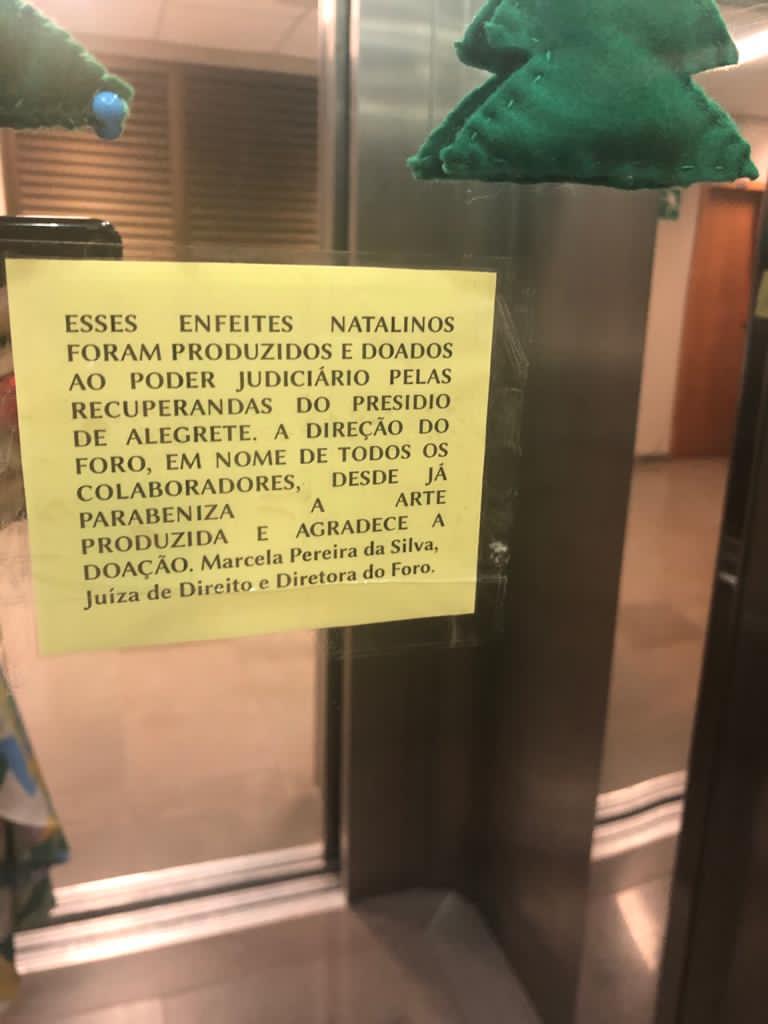 ESSES ENFEITES NATALINOS
FORAM PRODUZIDOS E DOADOS
AO PODER JUDICIÁRIO PELAS
RECUPERANDAS DO PRESIDIO
DE ALEGRETE. A DIREÇÃO DO
FORO, EM NOME DE TODOS OS
COLABORADORES, DESDE JÁ
PARABENIZA A ARTE
PRODUZIDA E AGRADECE A
DOAÇÃO. Marcela Pereira da Silva,
Juíza de Direito e Diretora do Foro.